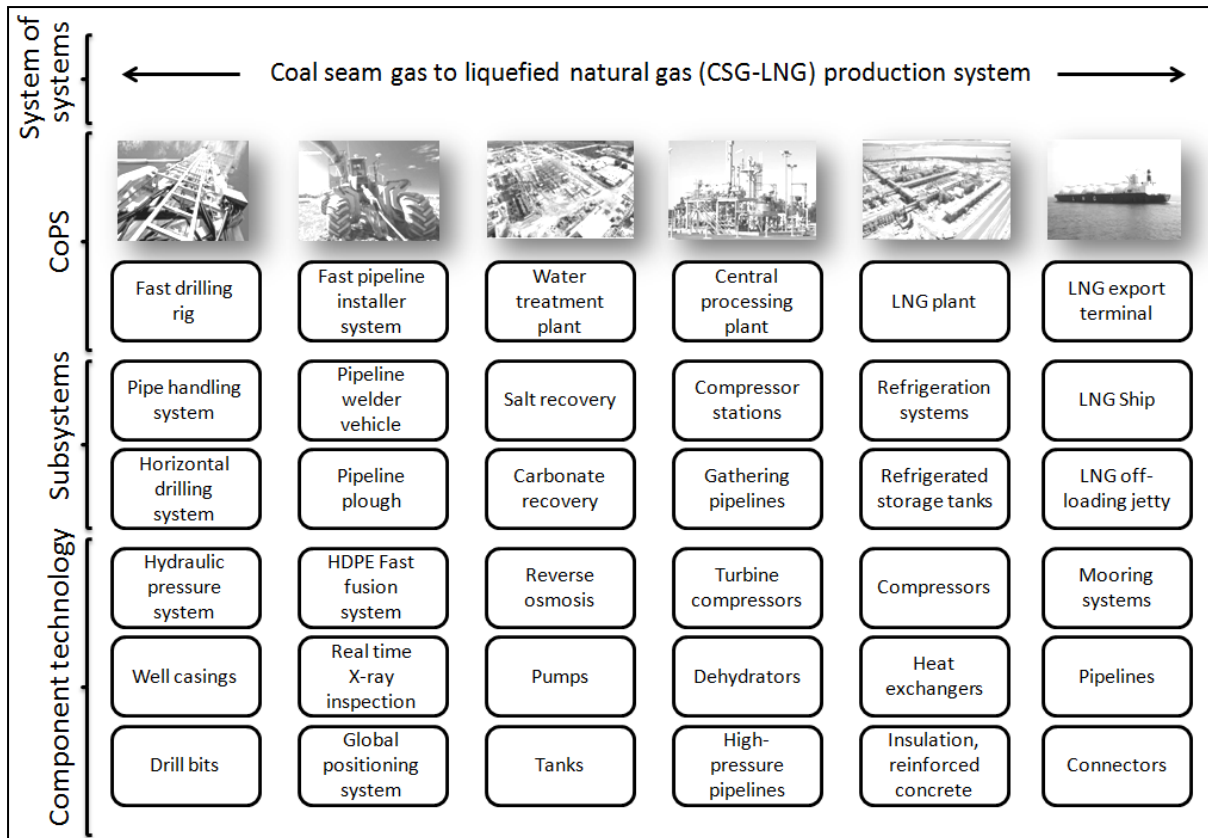 System of
systems
Coal seam gas to liquefied natural gas (CSG-LNG) production system
CoPS
Fast drilling
rig
Fast pipeline
installer
system
Water
treatment
plant
Central
processing
plant
LNG plant
LNG export
terminal
Subsystems
Pipe handling
system
Pipeline
welder
vehicle
Salt recovery
Compressor
stations
Refrigeration
systems
LNG Ship
Horizontal
drilling
system
Pipeline
plough
Carbonate
recovery
Gathering
pipelines
Refrigerated
storage tanks
LNG off-
loading jetty
Component technology
Hydraulic
pressure
system
HDPE Fast
fusion
system
Reverse
osmosis
Turbine
compressors
Compressors
Mooring
systems
Well casings
Real time
X-ray
inspection
Pumps
Dehydrators
Heat
exchangers
Pipelines
Drill bits
Global
positioning
system
Tanks
High-
pressure
pipelines
Insulation,
reinforced
concrete
Connectors